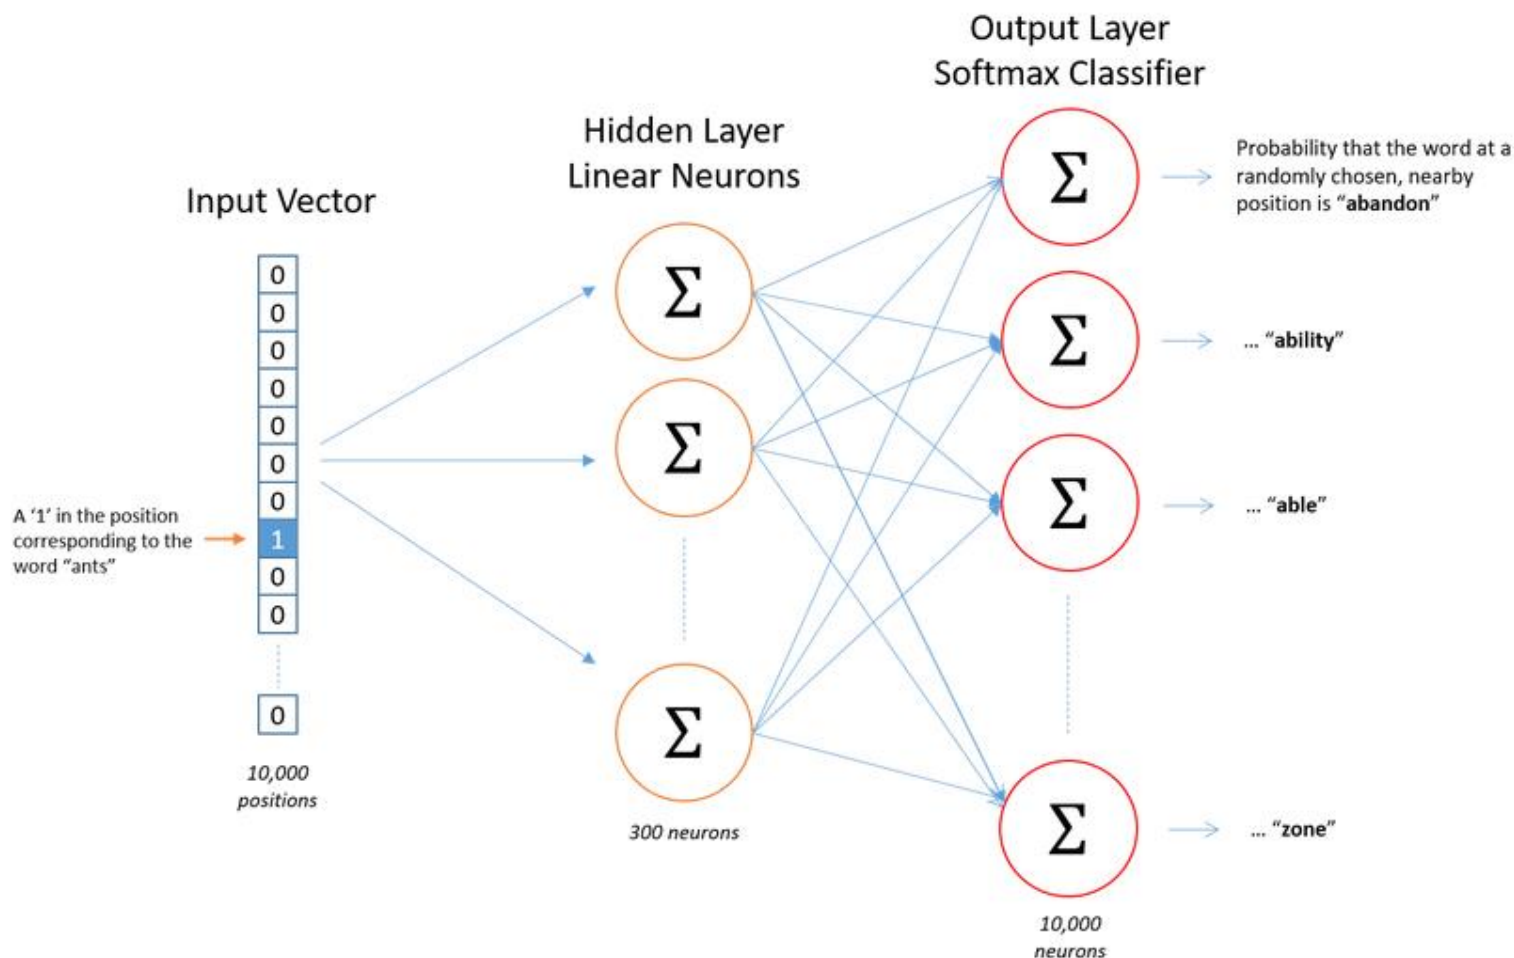 Output Layer
Softmax Classifier
Hidden Layer
Linear Neurons
Input Vector
0
0
0
0
0
0
0
1
0
0
0
A ‘1’ in the position
corresponding to the
word “ants”
10,000
positions
Σ
Σ
Σ
300 neurons
Σ
Σ
Σ
Σ
10,000
neurons
Probability that the word at a
randomly chosen, nearby
position is “abandon”
... “ability”
... “able”
... “zone”